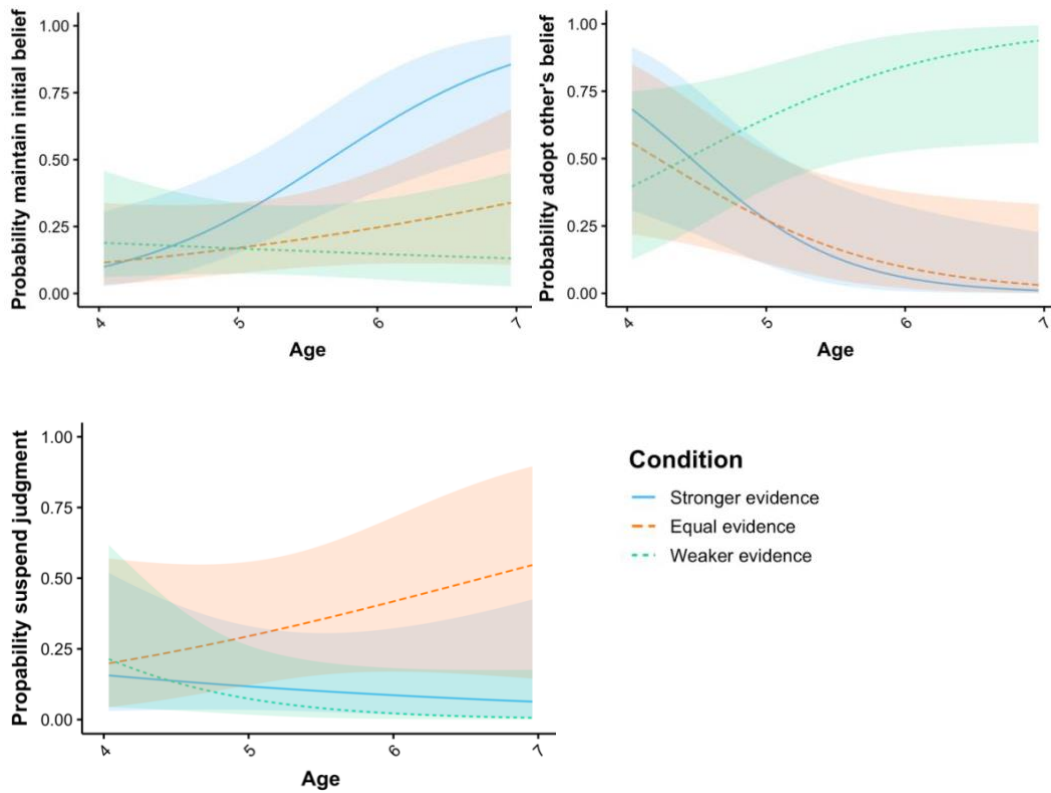 Probability maintain initial belief
1.00
0.75
0.50
0.25
0.00
4
5
6
7
Age
Probability adopt other's belief
1.00
0.75
0.50
0.25
0.00
4
5
6
7
Age
Propability suspend judgment
1.00
0.75
0.50
0.25
0.00
4
5
6
7
Age
Condition
Stronger evidence
Equal evidence
Weaker evidence